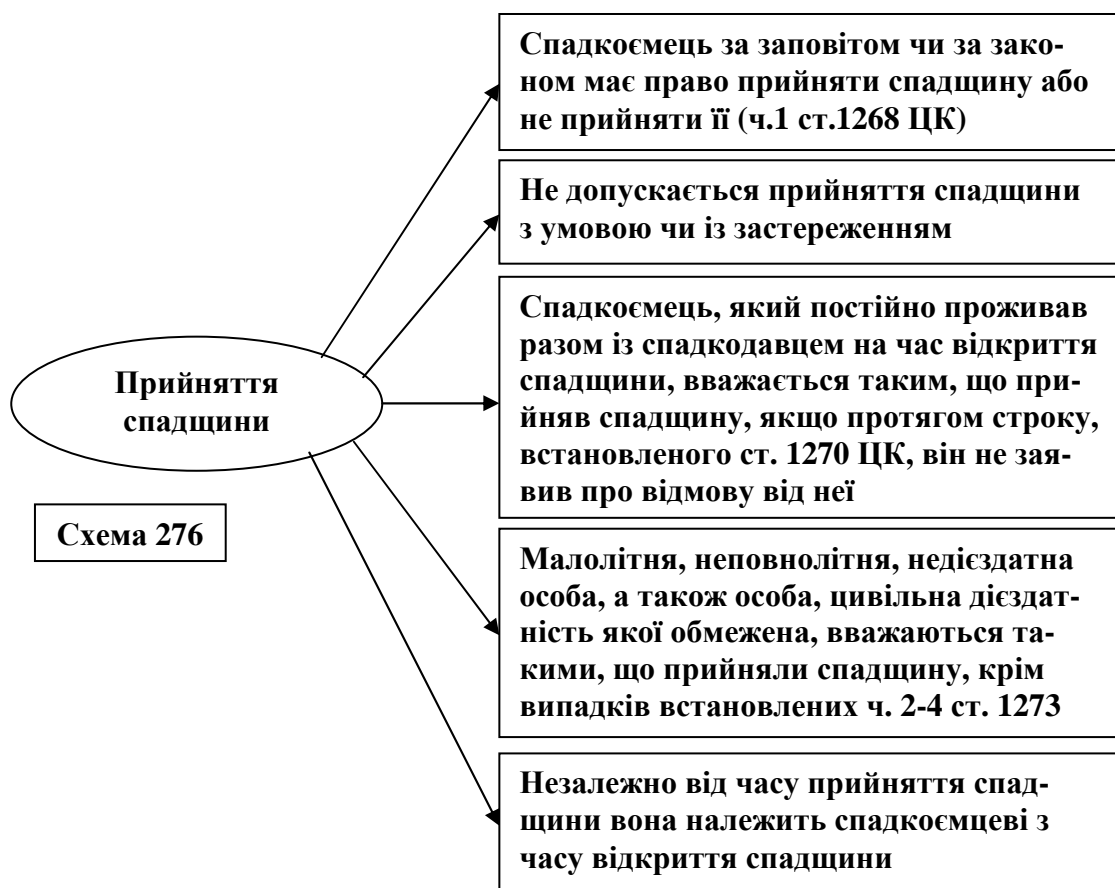 Спадкоємець за заповітом чи за зако-
ном має право прийняти спадщину або
не прийняти її (ч.1 ст.1268 ЦК)
Не допускається прийняття спадщини
з умовою чи із застереженням
Спадкоємець, який постійно проживав
разом із спадкодавцем на час відкриття
спадщини, вважається таким, що при-
йняв спадщину, якщо протягом строку,
встановленого ст. 1270 ЦК, він не зая-
вив про відмову від неї
Прийняття
спадщини
Схема 276
Малолітня, неповнолітня, недієздатна
особа, а також особа, цивільна дієздат-
ність якої обмежена, вважаються та-
кими, що прийняли спадщину, крім
випадків встановлених ч. 2-4 ст. 1273
Незалежно від часу прийняття спад-
щини вона належить спадкоємцеві з
часу відкриття спадщини